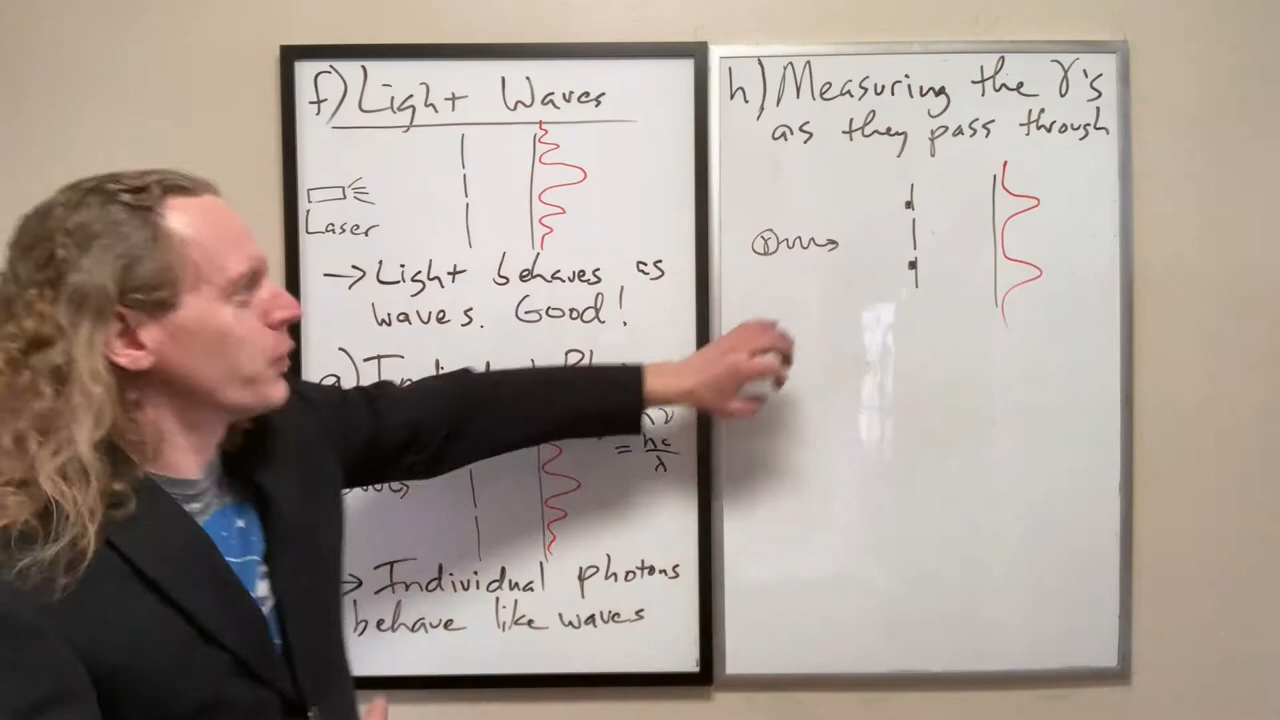 f) Light Waves
Laser
→ Light behaves as
waves. Good!
= hc/λ
→ Individual photons
behave like waves
h) Measuring the γ's
as they pass through
γ